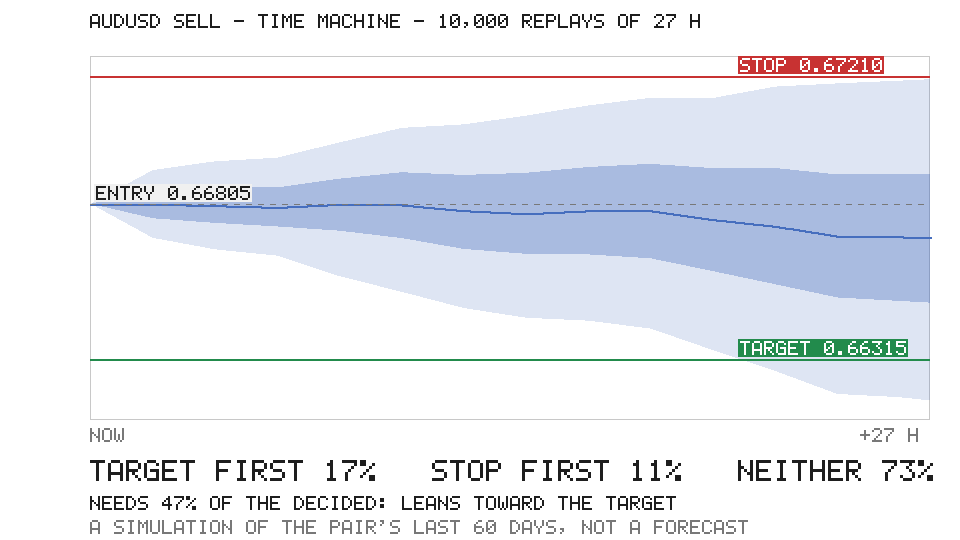 AUDUSD SELL - TIME MACHINE - 10,000 REPLAYS OF 27 H
STOP 0.67210
ENTRY 0.66805
TARGET 0.66315
NOW +27 H
TARGET FIRST 17% STOP FIRST 11% NEITHER 73%
NEEDS 47% OF THE DECIDED: LEANS TOWARD THE TARGET
A SIMULATION OF THE PAIR'S LAST 60 DAYS, NOT A FORECAST